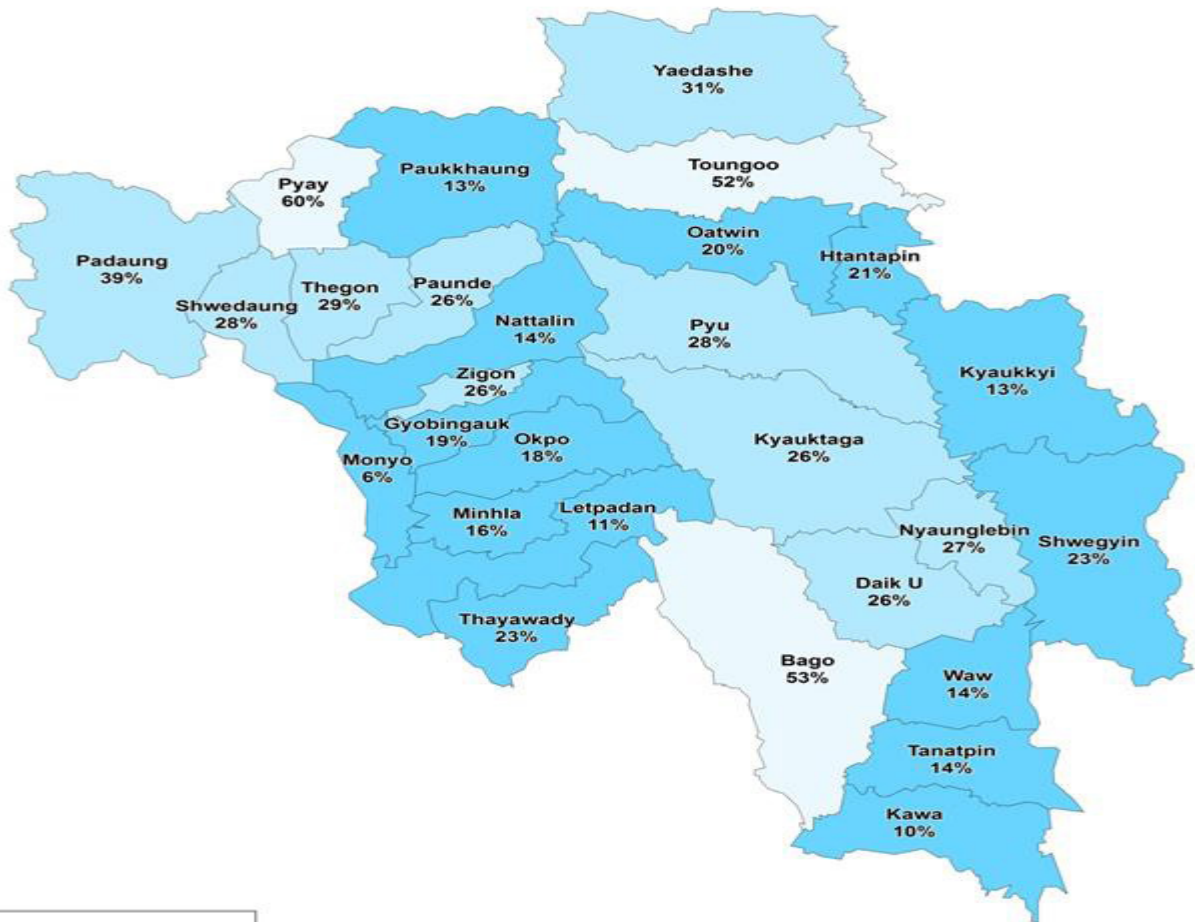 Yaedashe
31%
Toungoo
52%
Paukkhaung
13%
Pyay
60%
Oatwin
20%
Htantapin
21%
Padaung
39%
Shwedaung
28%
Thegon
29%
Paunde
26%
Nattalin
14%
Pyu
28%
Kyaukkyi
13%
Zigon
26%
Gyobingauk
19%
Okpo
18%
Kyauktaga
26%
Monyo
6%
Minhla
16%
Letpadan
11%
Nyaunglebin
27%
Shwegyin
23%
Daik U
26%
Thayawady
23%
Bago
53%
Waw
14%
Tanatpin
14%
Kawa
10%